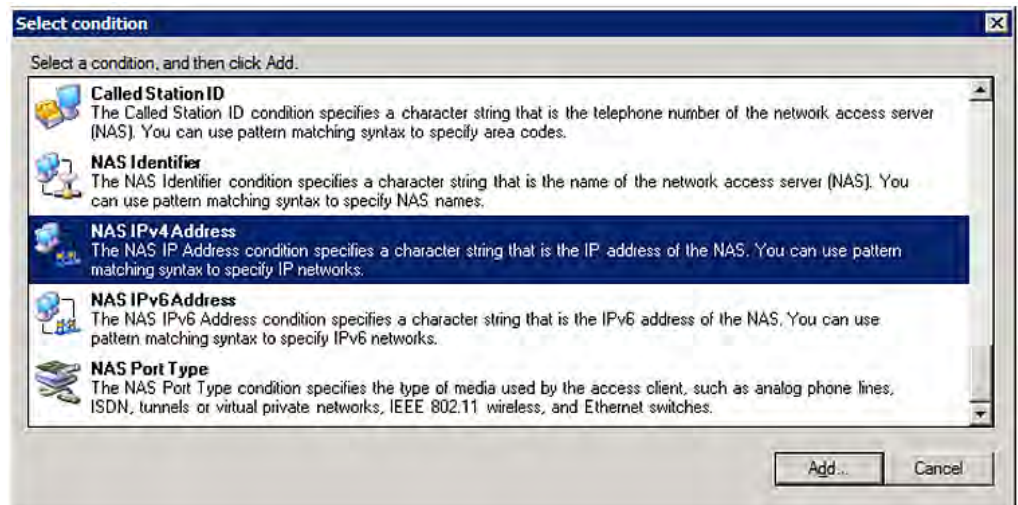 Select condition
Select a condition, and then click Add.
Called Station ID
The Called Station ID condition specifies a character string that is the telephone number of the network access server
(NAS). You can use pattern matching syntax to specify area codes.
NAS Identifier
The NAS Identifier condition specifies a character string that is the name of the network access server (NAS). You
can use pattern matching syntax to specify NAS names.
NAS IPv4 Address
The NAS IP Address condition specifies a character string that is the IP address of the NAS. You can use pattern
matching syntax to specify IP networks.
NAS IPv6 Address
The NAS IPv6 Address condition specifies a character string that is the IPv6 address of the NAS. You can use
pattern matching syntax to specify IPv6 networks.
NAS Port Type
The NAS Port Type condition specifies the type of media used by the access client, such as analog phone lines,
ISDN, tunnels or virtual private networks, IEEE 802.11 wireless, and Ethernet switches.
Add...
Cancel